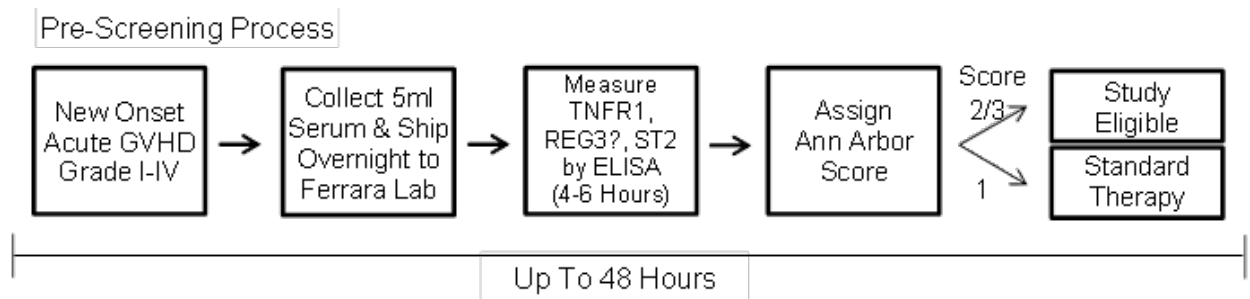 Pre-Screening Process
New Onset
Acute GVHD
Grade I-IV
Collect 5ml
Serum & Ship
Overnight to
Ferrara Lab
Measure
TNFR1,
REG3?, ST2
by ELISA
(4-6 Hours)
Assign
Ann Arbor
Score
Score
2/3
1
Study
Eligible
Standard
Therapy
Up To 48 Hours